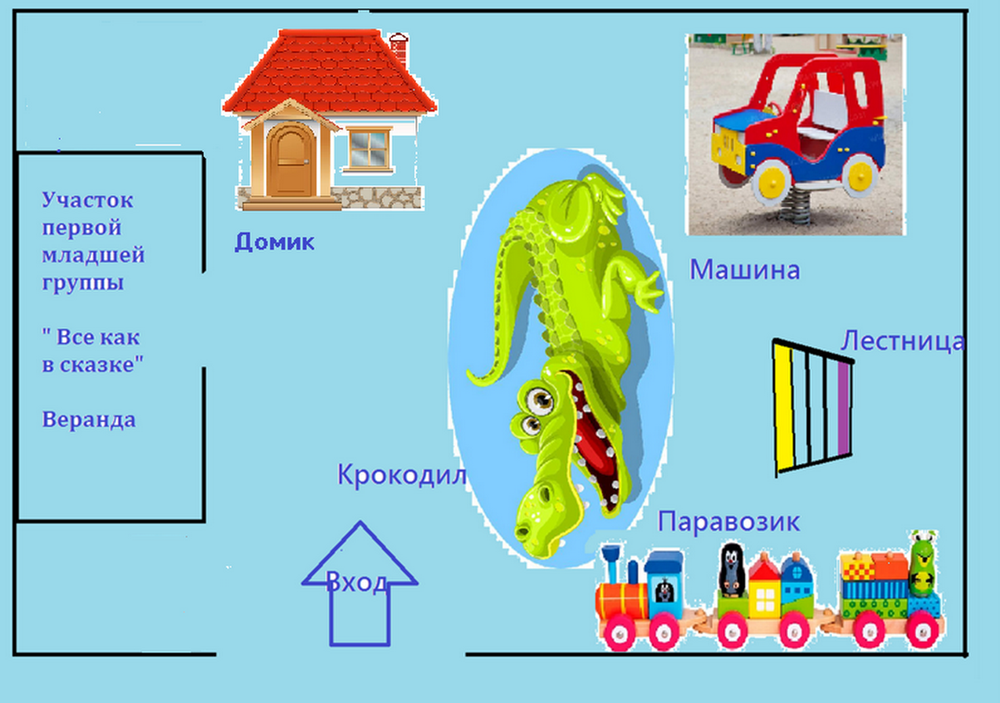 Участок
первой
младшей
группы
" Все как
в сказке"
Веранда
Домик
Машина
Лестница
Крокодил
Паравозик
Вход